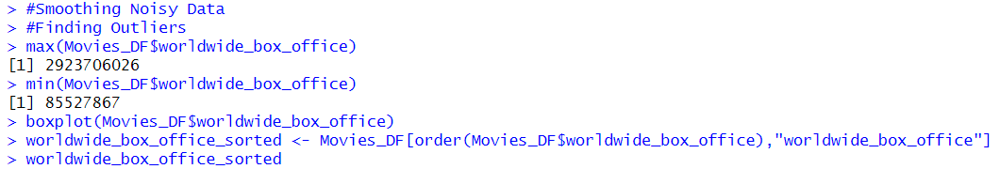 > #Smoothing Noisy Data
> #Finding Outliers
> max(Movies_DF$worldwide_box_office)
[1] 2923706026
> min(Movies_DF$worldwide_box_office)
[1] 85527867
> boxplot(Movies_DF$worldwide_box_office)
> worldwide_box_office_sorted <- Movies_DF[order(Movies_DF$worldwide_box_office),"worldwide_box_office"]
> worldwide_box_office_sorted